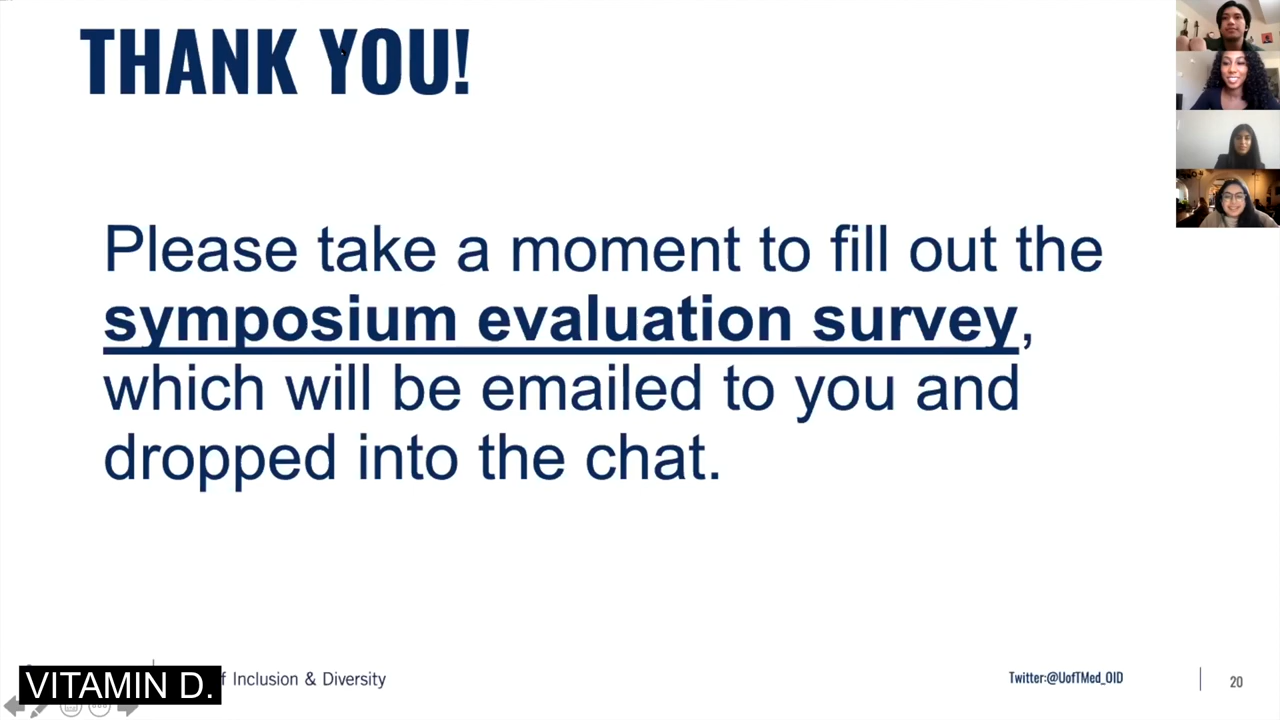 THANK YOU!
Please take a moment to fill out the
symposium evaluation survey,
which will be emailed to you and
dropped into the chat.
VITAMIN D.
f Inclusion & Diversity
Twitter:@UofTMed_OID
20